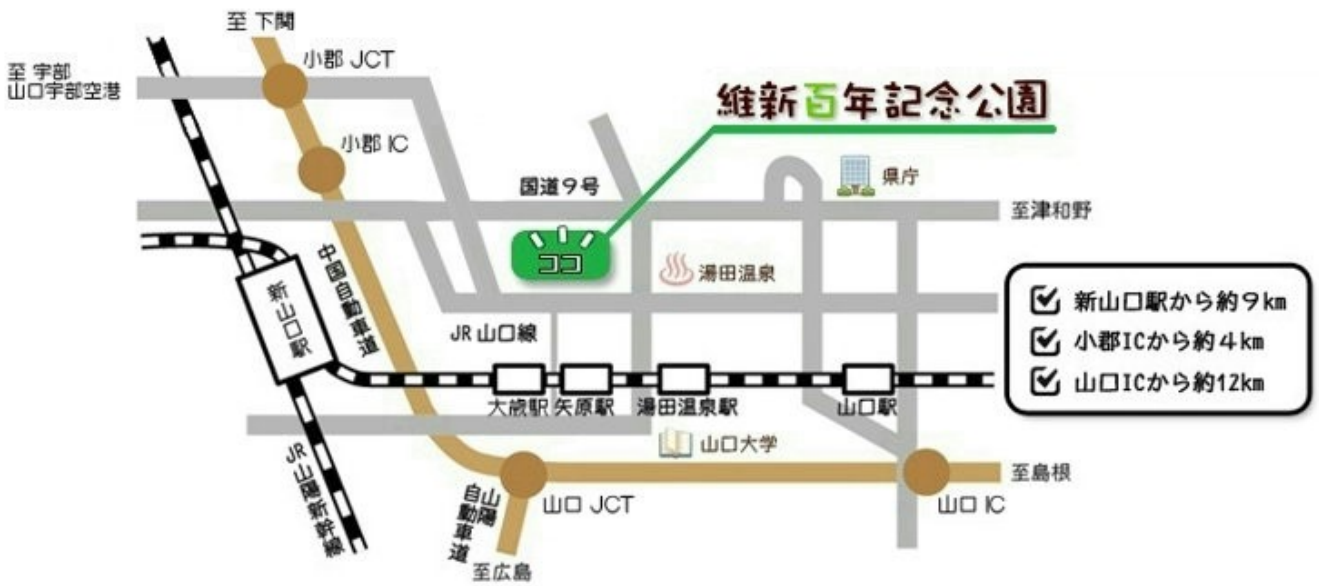 至 下関
小郡 JCT
至 宇部
山口宇部空港
維新百年記念公園
小郡 IC
県庁
国道9号
至津和野
ココ
湯田温泉
中国自動車道
新山口駅
JR 山口線
新山口駅から約9km
小郡ICから約4km
山口ICから約12km
大歳駅
矢原駅
湯田温泉駅
山口駅
山口大学
JR山陽新幹線
至島根
山陽
自動車道
山口 JCT
山口 IC
至広島